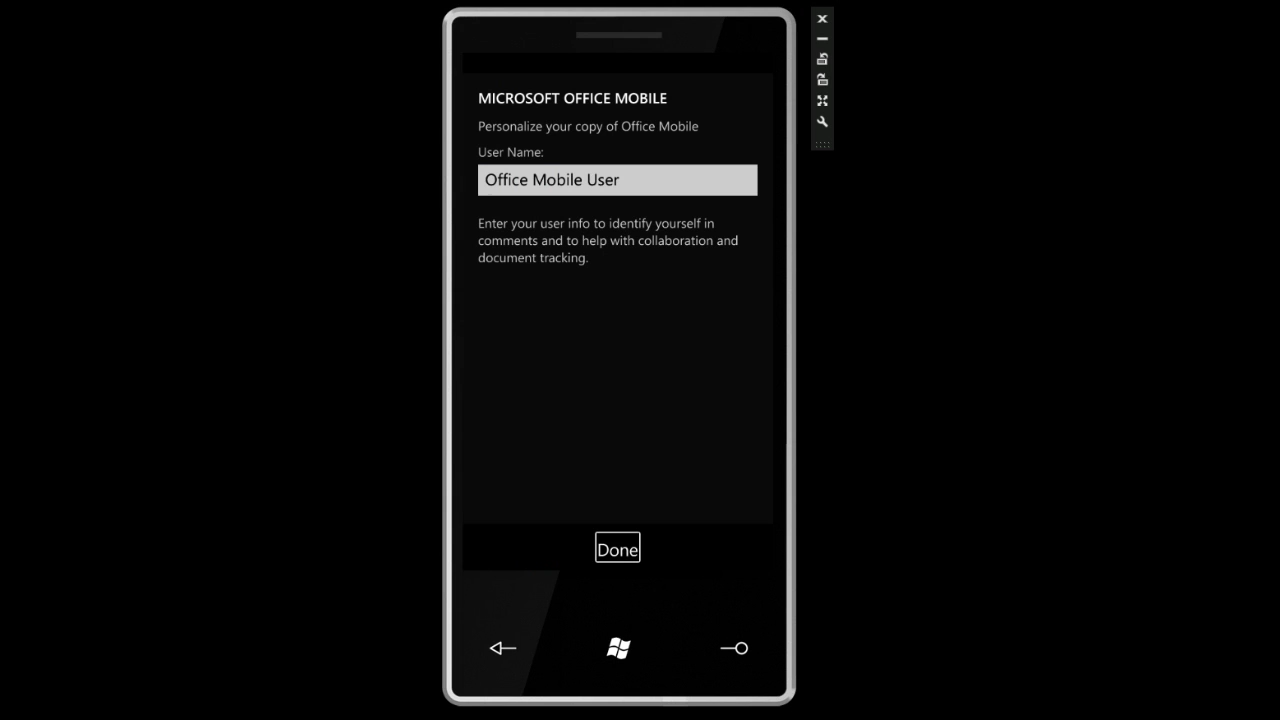 MICROSOFT OFFICE MOBILE
Personalize your copy of Office Mobile
User Name:
Office Mobile User
Enter your user info to identify yourself in
comments and to help with collaboration and
document tracking.
Done